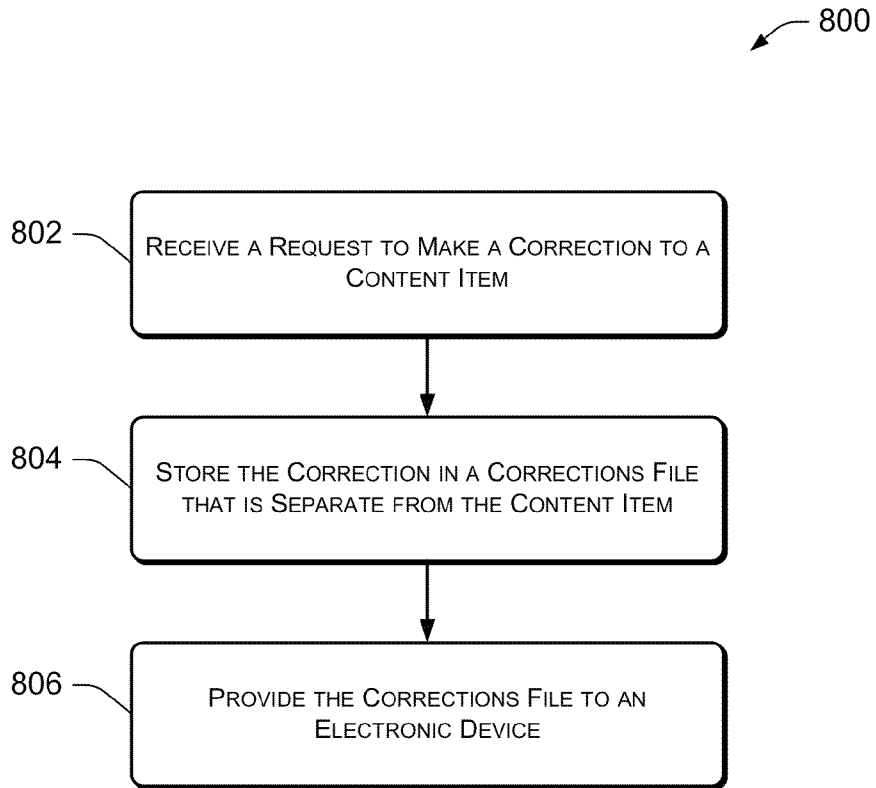 800
802
RECEIVE A REQUEST TO MAKE A CORRECTION TO A
CONTENT ITEM
804
STORE THE CORRECTION IN A CORRECTIONS FILE
THAT IS SEPARATE FROM THE CONTENT ITEM
806
PROVIDE THE CORRECTIONS FILE TO AN
ELECTRONIC DEVICE